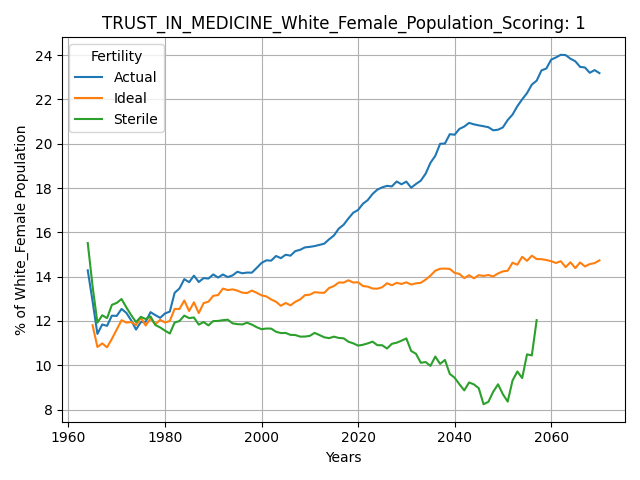 TRUST_IN_MEDICINE_White_Female_Population_Scoring: 1
Fertility
Actual
Ideal
Sterile
% of White_Female Population
24
22
20
18
16
14
12
10
8
1960
1980
2000
2020
2040
2060
Years